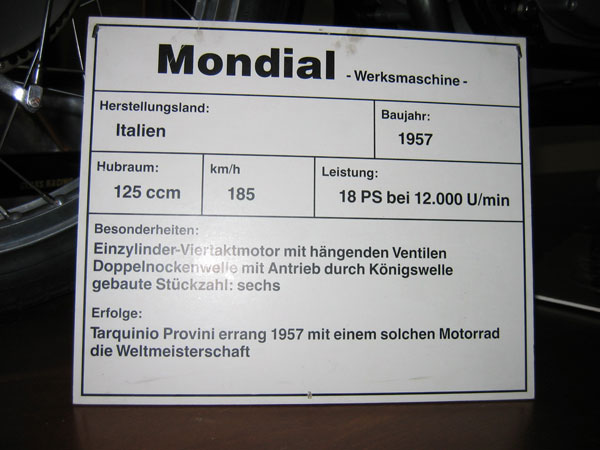 Mondial - Werksmaschine -
Herstellungsland:
Italien
Baujahr:
1957
Hubraum:
125 ccm
km/h
185
Leistung:
18 PS bei 12.000 U/min
Besonderheiten:
Einzylinder-Viertaktmotor mit hängenden Ventilen
Doppelnockenwelle mit Antrieb durch Königswelle
gebaute Stückzahl: sechs
Erfolge:
Tarquinio Provini errang 1957 mit einem solchen Motorrad
die Weltmeisterschaft